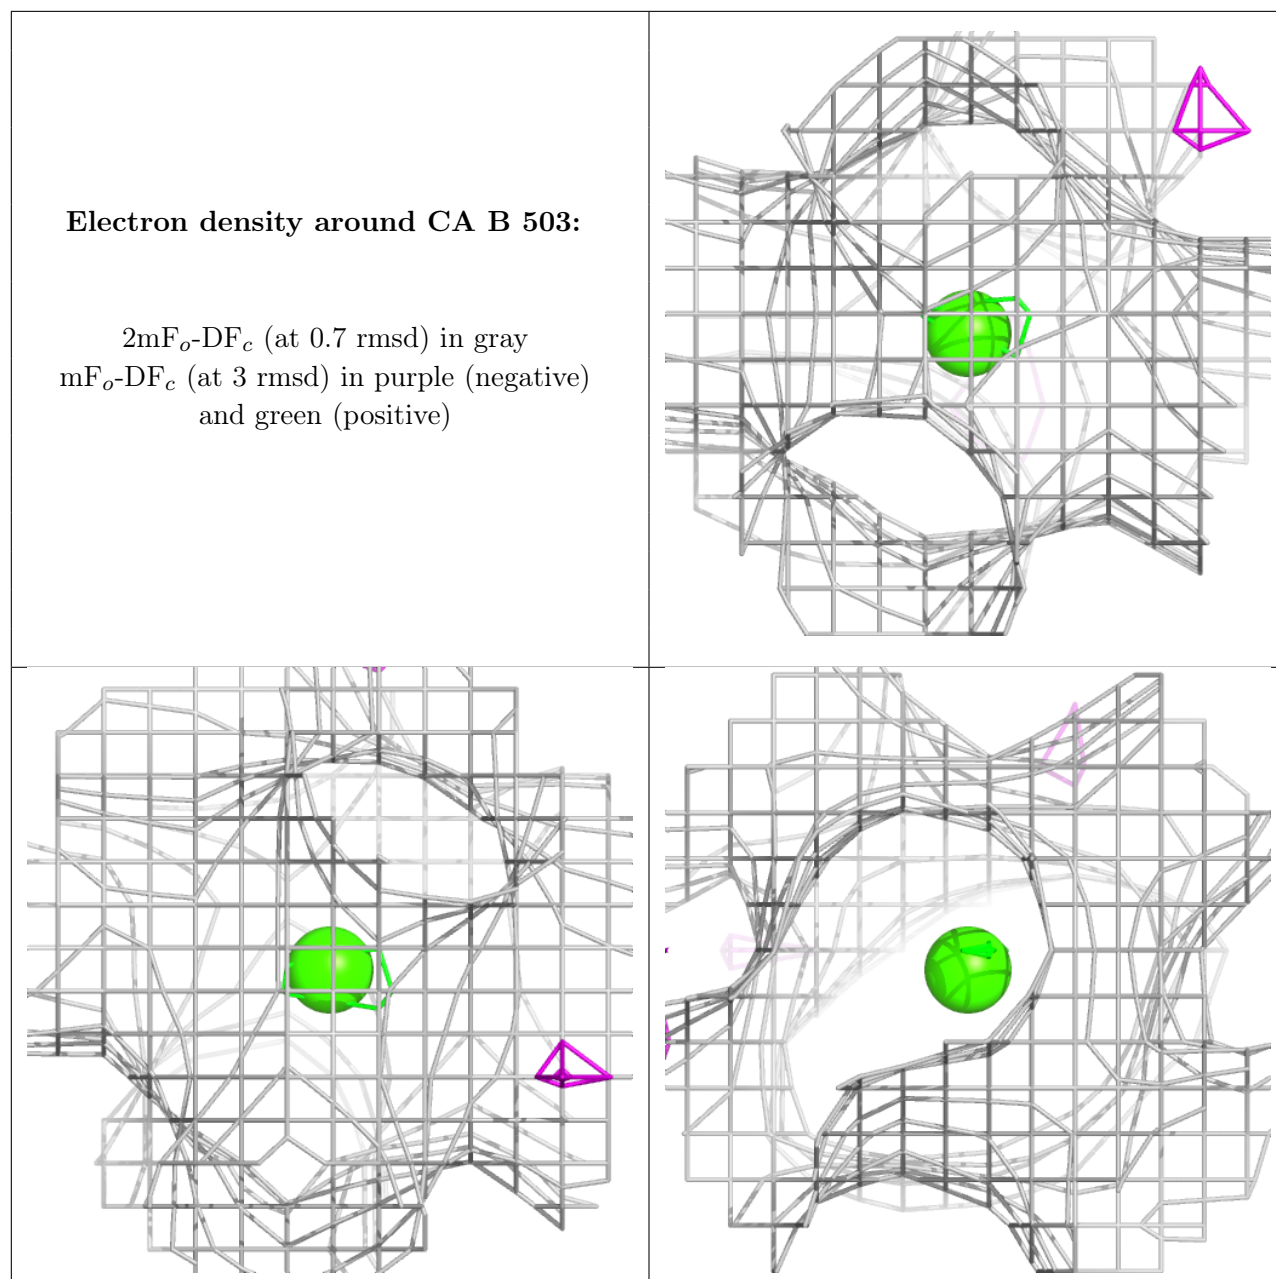 Electron density around CA B 503:
2mFo-DFc (at 0.7 rmsd) in gray
mFo-DFc (at 3 rmsd) in purple (negative)
and green (positive)